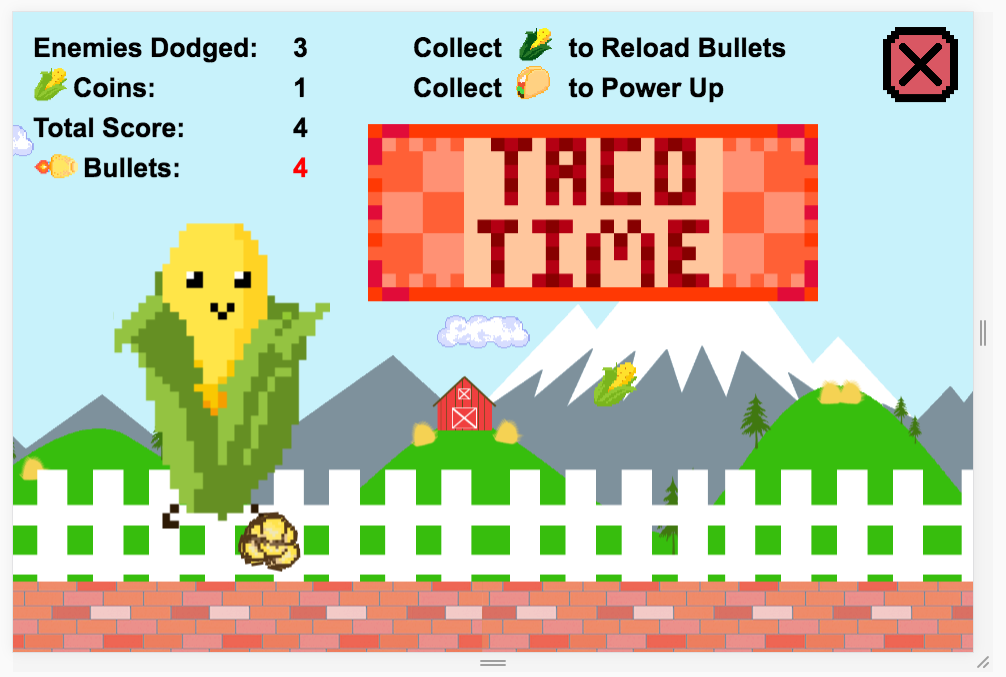 Enemies Dodged: 3
Coins: 1
Total Score: 4
Bullets: 4
Collect to Reload Bullets
Collect to Power Up
TACO
TIME